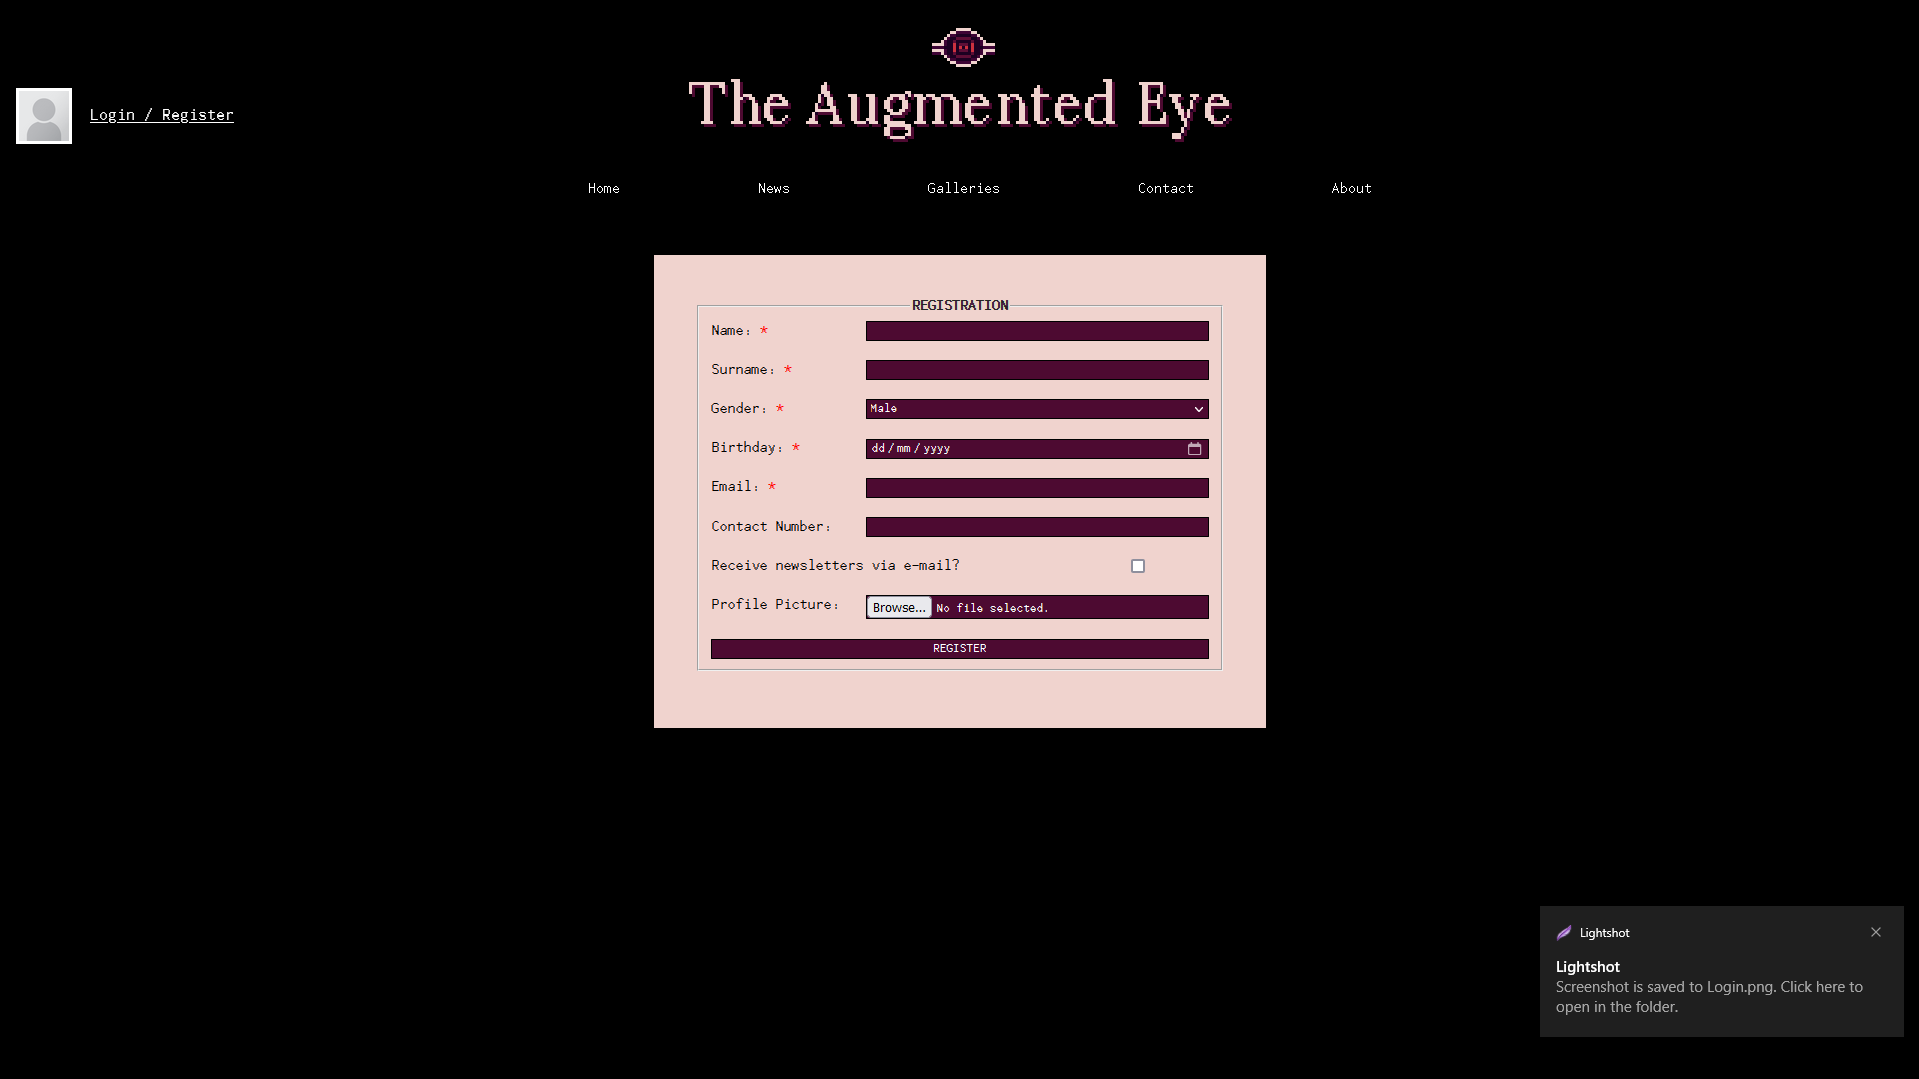 The Augmented Eye
Login / Register
Home News Galleries Contact About
REGISTRATION
Name: *
Surname: *
Gender: * Male
Birthday: * dd/mm/yyyy
Email: *
Contact Number:
Receive newsletters via e-mail?
Profile Picture: Browse... No file selected.
REGISTER
Lightshot
Lightshot
Screenshot is saved to Login.png. Click here to
open in the folder.